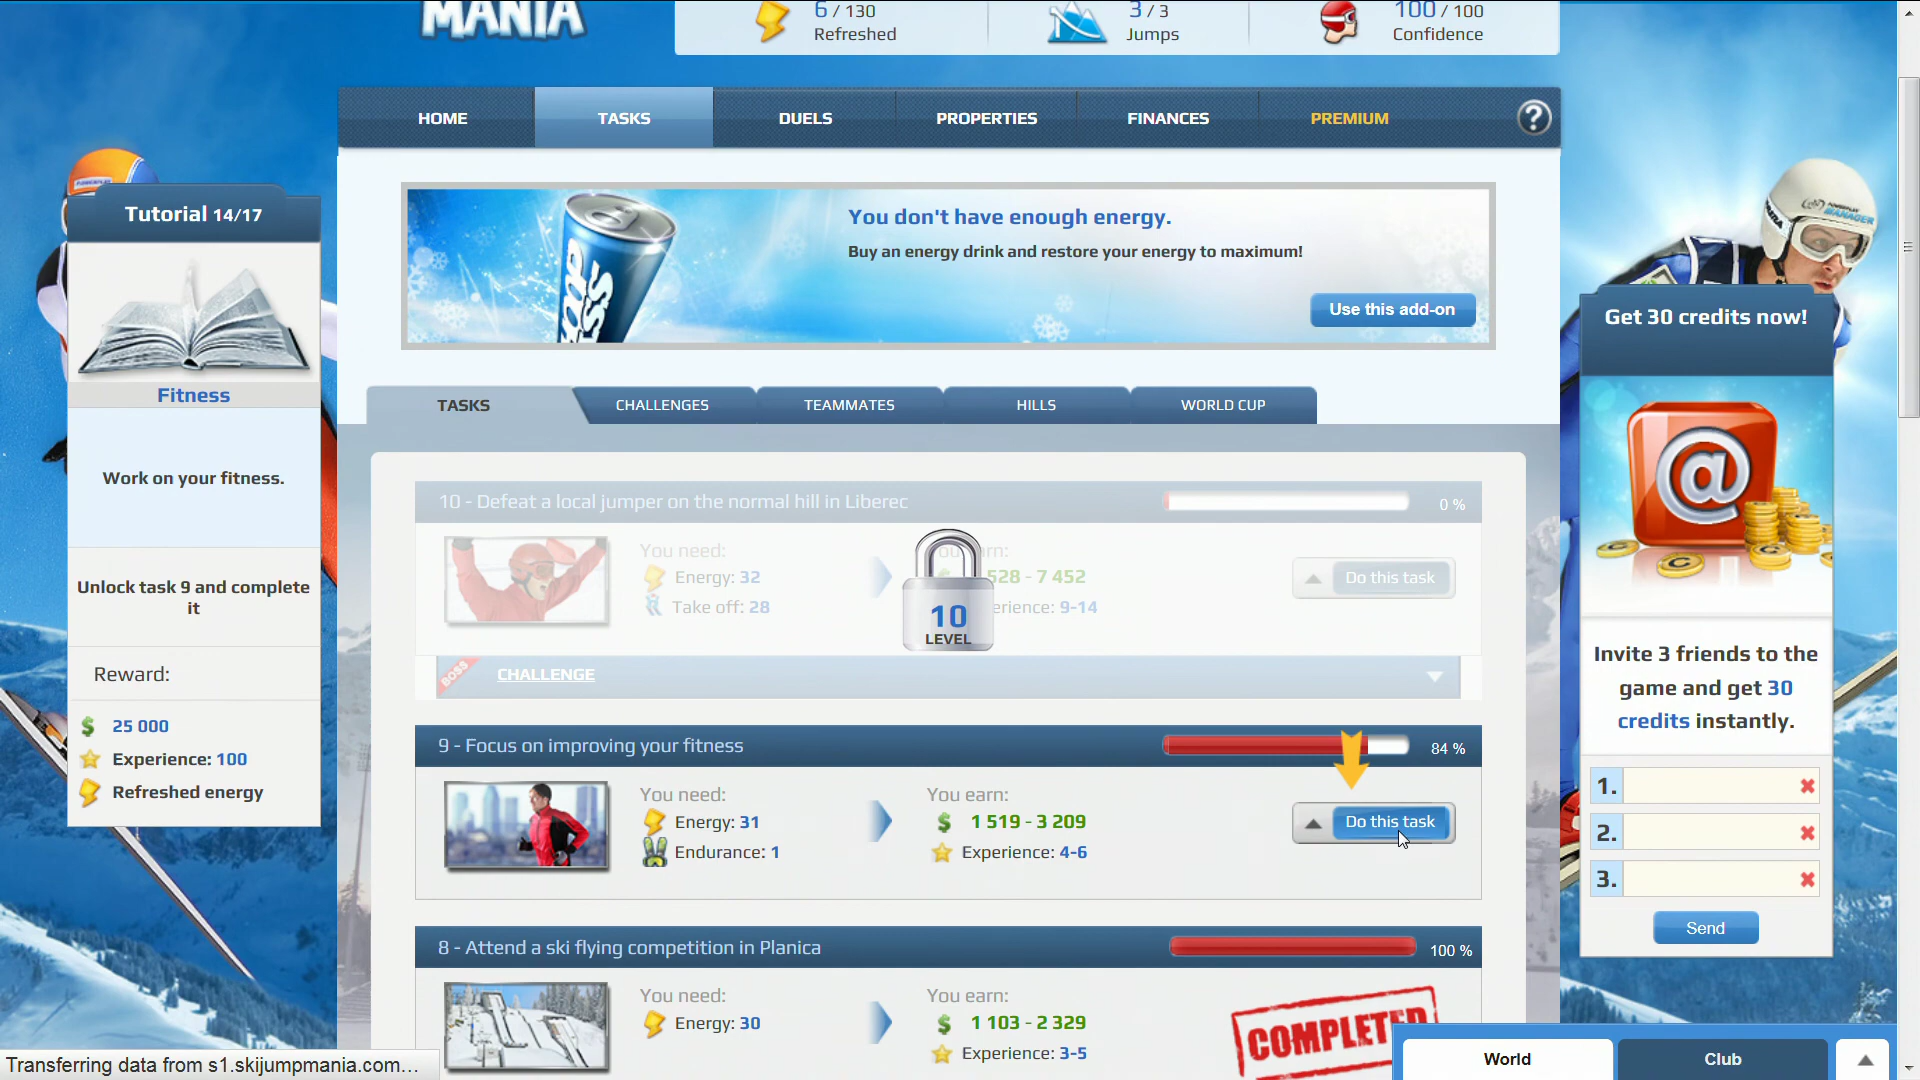 MANIA
6 / 130
Refreshed
3 / 3
Jumps
100 / 100
Confidence
HOME
TASKS
DUELS
PROPERTIES
FINANCES
PREMIUM
?
Tutorial 14/17
Fitness
Work on your fitness.
Unlock task 9 and complete
it
Reward:
25 000
Experience: 100
Refreshed energy
You don't have enough energy.
Buy an energy drink and restore your energy to maximum!
Use this add-on
TASKS
CHALLENGES
TEAMMATES
HILLS
WORLD CUP
10 - Defeat a local jumper on the normal hill in Liberec
0 %
You need:
Energy: 32
Take off: 28
528 - 7 452
erience: 9-14
Do this task
10
LEVEL
BOSS
CHALLENGE
9 - Focus on improving your fitness
84 %
You need:
Energy: 31
Endurance: 1
You earn:
1 519 - 3 209
Experience: 4-6
Do this task
8 - Attend a ski flying competition in Planica
100 %
You need:
Energy: 30
You earn:
1 103 - 2 329
Experience: 3-5
COMPLETED
Get 30 credits now!
@
Invite 3 friends to the
game and get 30
credits instantly.
1.
2.
3.
Send
World
Club
Transferring data from s1.skijumpmania.com...